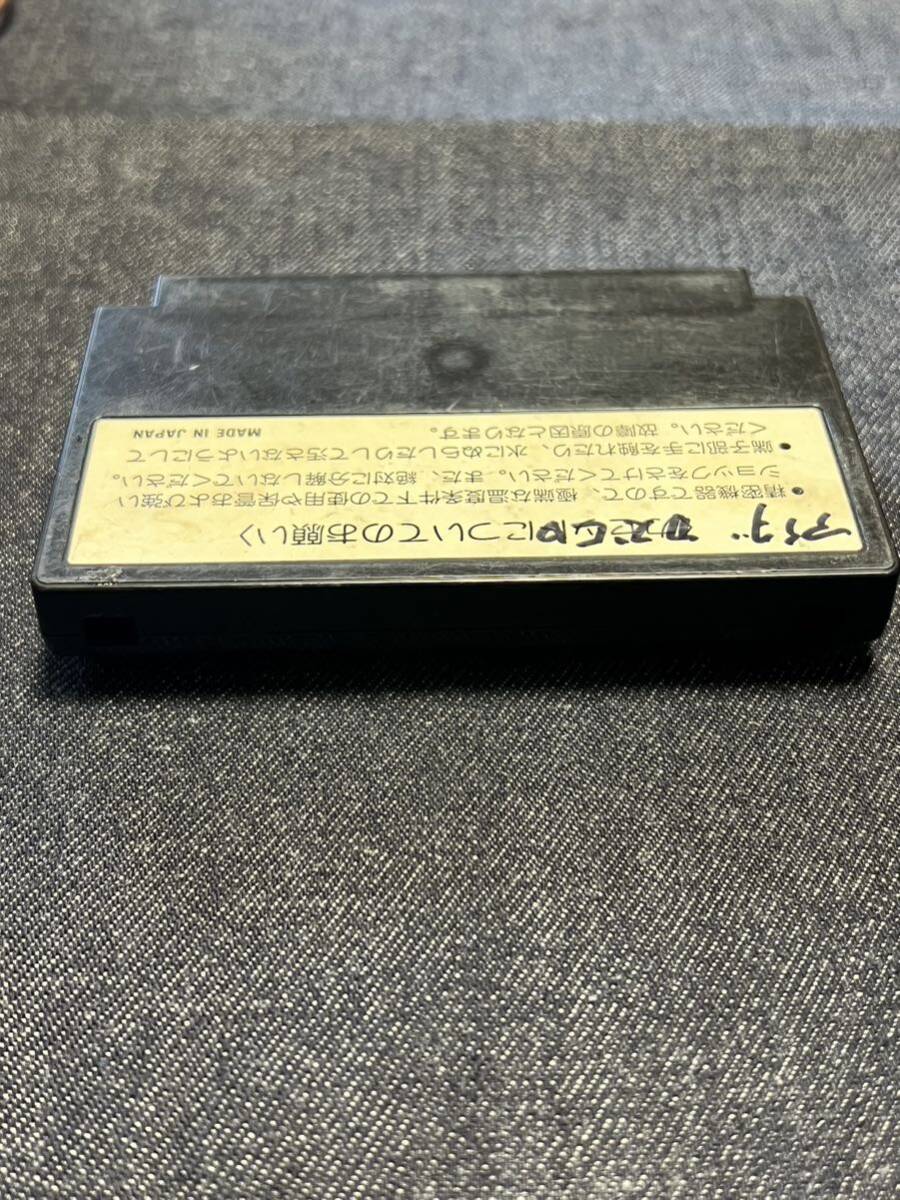 〈についてのお願い〉
●精密機器ですので、極端な温度条件下での使用や保管および強い
ショックをさけてください。また、絶対に分解しないでください。
●端子部に手を触れたり、水にぬらしたりして汚さないようにして
ください。故障の原因となります。
MADE IN JAPAN